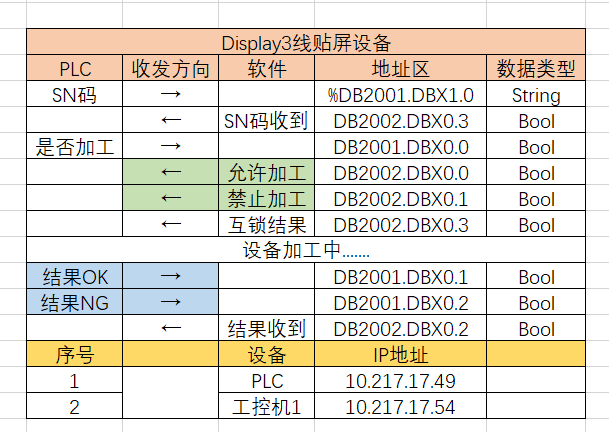 Display3线贴屏设备
PLC 收发方向 软件 地址区 数据类型
SN码 → %DB2001.DBX1.0 String
← SN码收到 DB2002.DBX0.3 Bool
是否加工 → DB2001.DBX0.0 Bool
← 允许加工 DB2002.DBX0.0 Bool
← 禁止加工 DB2002.DBX0.1 Bool
← 互锁结果 DB2002.DBX0.3 Bool
设备加工中.......
结果OK → DB2001.DBX0.1 Bool
结果NG → DB2001.DBX0.2 Bool
← 结果收到 DB2002.DBX0.2 Bool
序号 设备 IP地址
1 PLC 10.217.17.49
2 工控机1 10.217.17.54